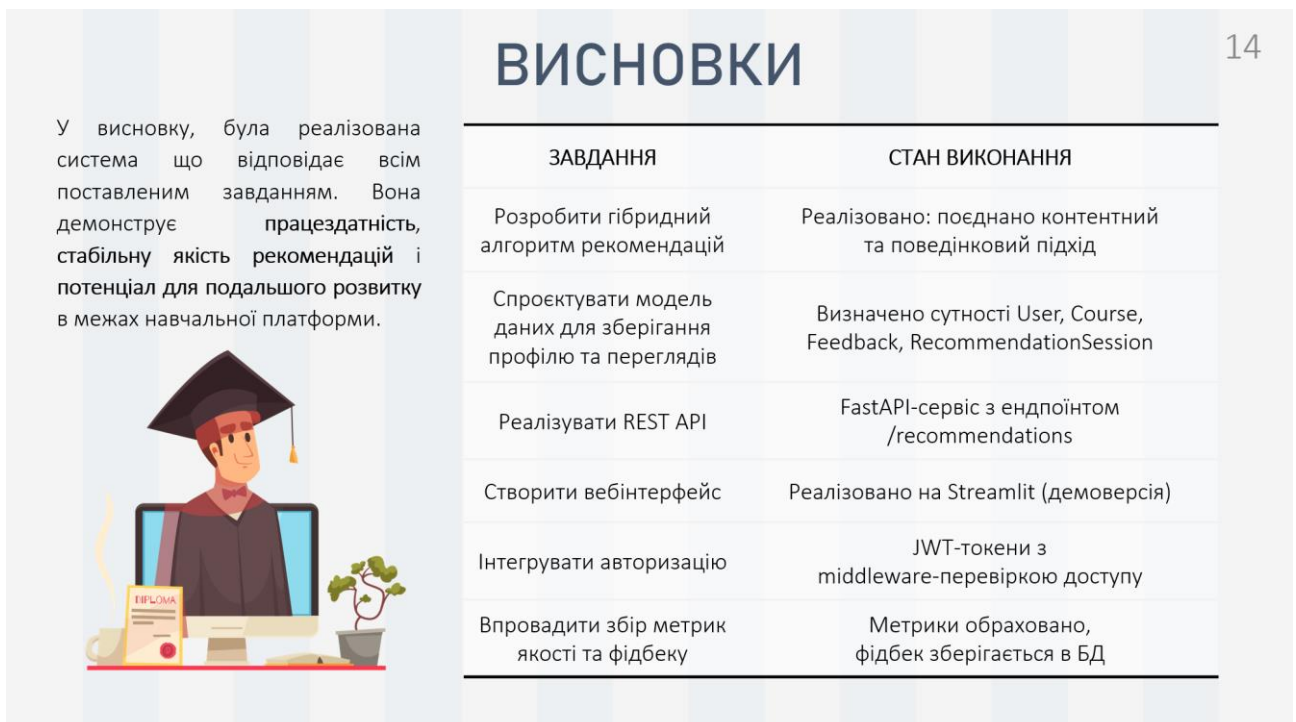 ВИСНОВКИ
14
У висновку, була реалізована
система що відповідає всім
поставленим завданням. Вона
демонструє працездатність,
стабільну якість рекомендацій і
потенціал для подальшого розвитку
в межах навчальної платформи.
ЗАВДАННЯ СТАН ВИКОНАННЯ
Розробити гібридний
алгоритм рекомендацій
Реалізовано: поєднано контентний
та поведінковий підхід
Спроєктувати модель
даних для зберігання
профілю та переглядів
Визначено сутності User, Course,
Feedback, RecommendationSession
Реалізувати REST API
FastAPI-сервіс з ендпоїнтом
/recommendations
Створити вебінтерфейс
Реалізовано на Streamlit (демоверсія)
Інтегрувати авторизацію
JWT-токени з
middleware-перевіркою доступу
Впровадити збір метрик
якості та фідбеку
Метрики обраховано,
фідбек зберігається в БД
DIPLOMA